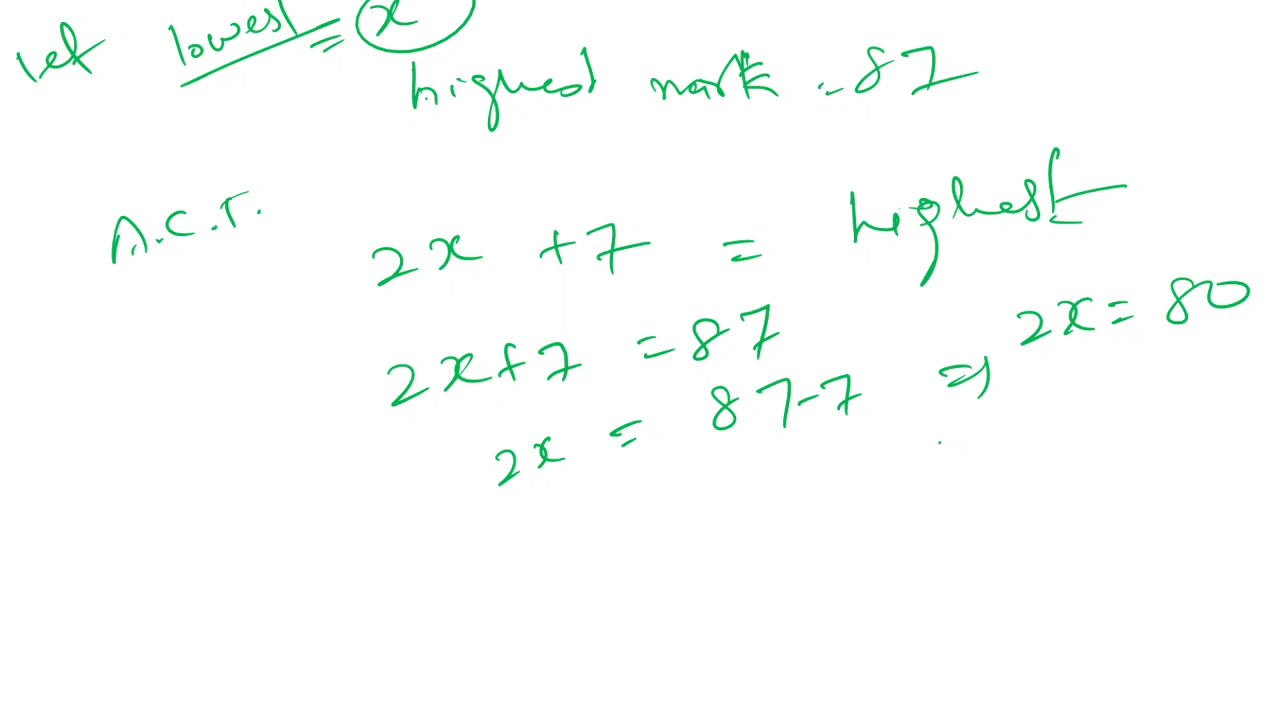 let lowest = x
highest mark = 87
A.C.T.
2x + 7 = highest
2x + 7 = 87
2x = 87 - 7 ⇒ 2x = 80